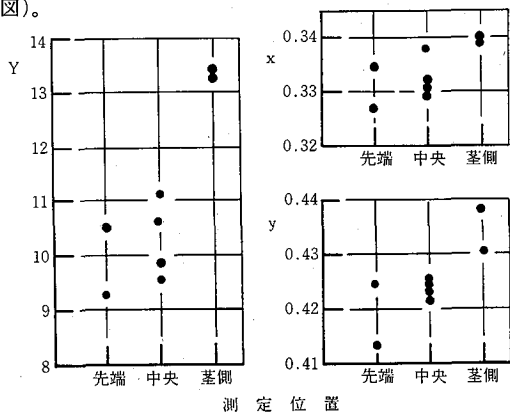 図)。
Y
14
13
12
11
10
9
8
先端 中央 茎側
x
0.34
0.33
0.32
先端 中央 茎側
y
0.44
0.43
0.42
0.41
先端 中央 茎側
測定位置